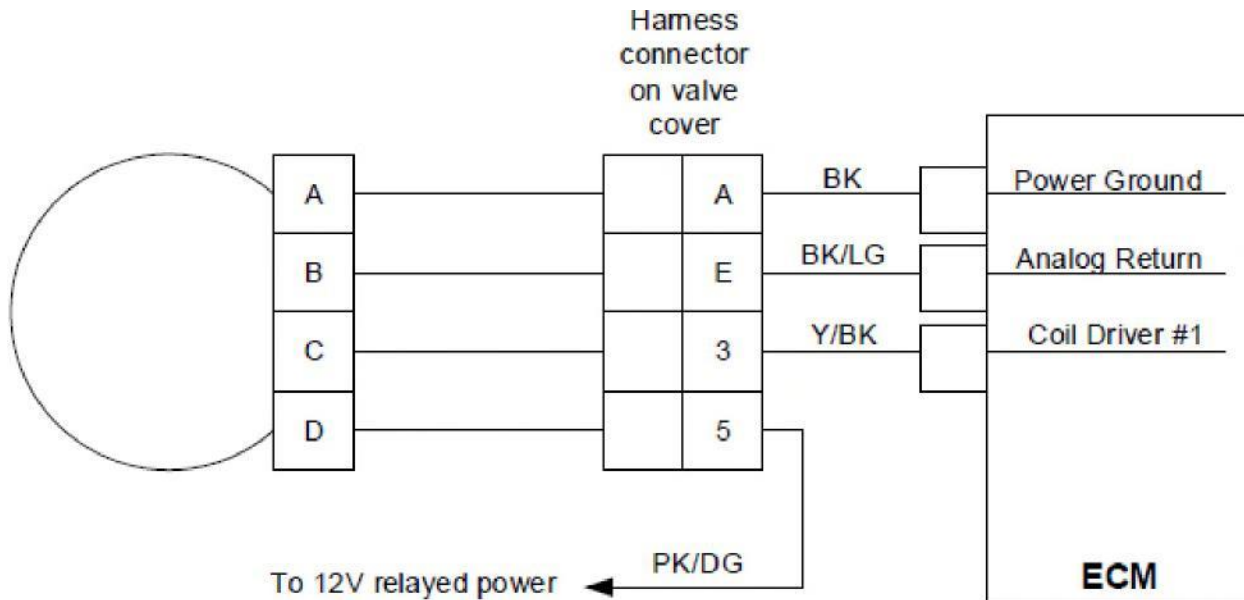 Harness
connector
on valve
cover
A
A
BK
Power Ground
B
E
BK/LG
Analog Return
C
3
Y/BK
Coil Driver #1
D
5
PK/DG
To 12V relayed power
ECM